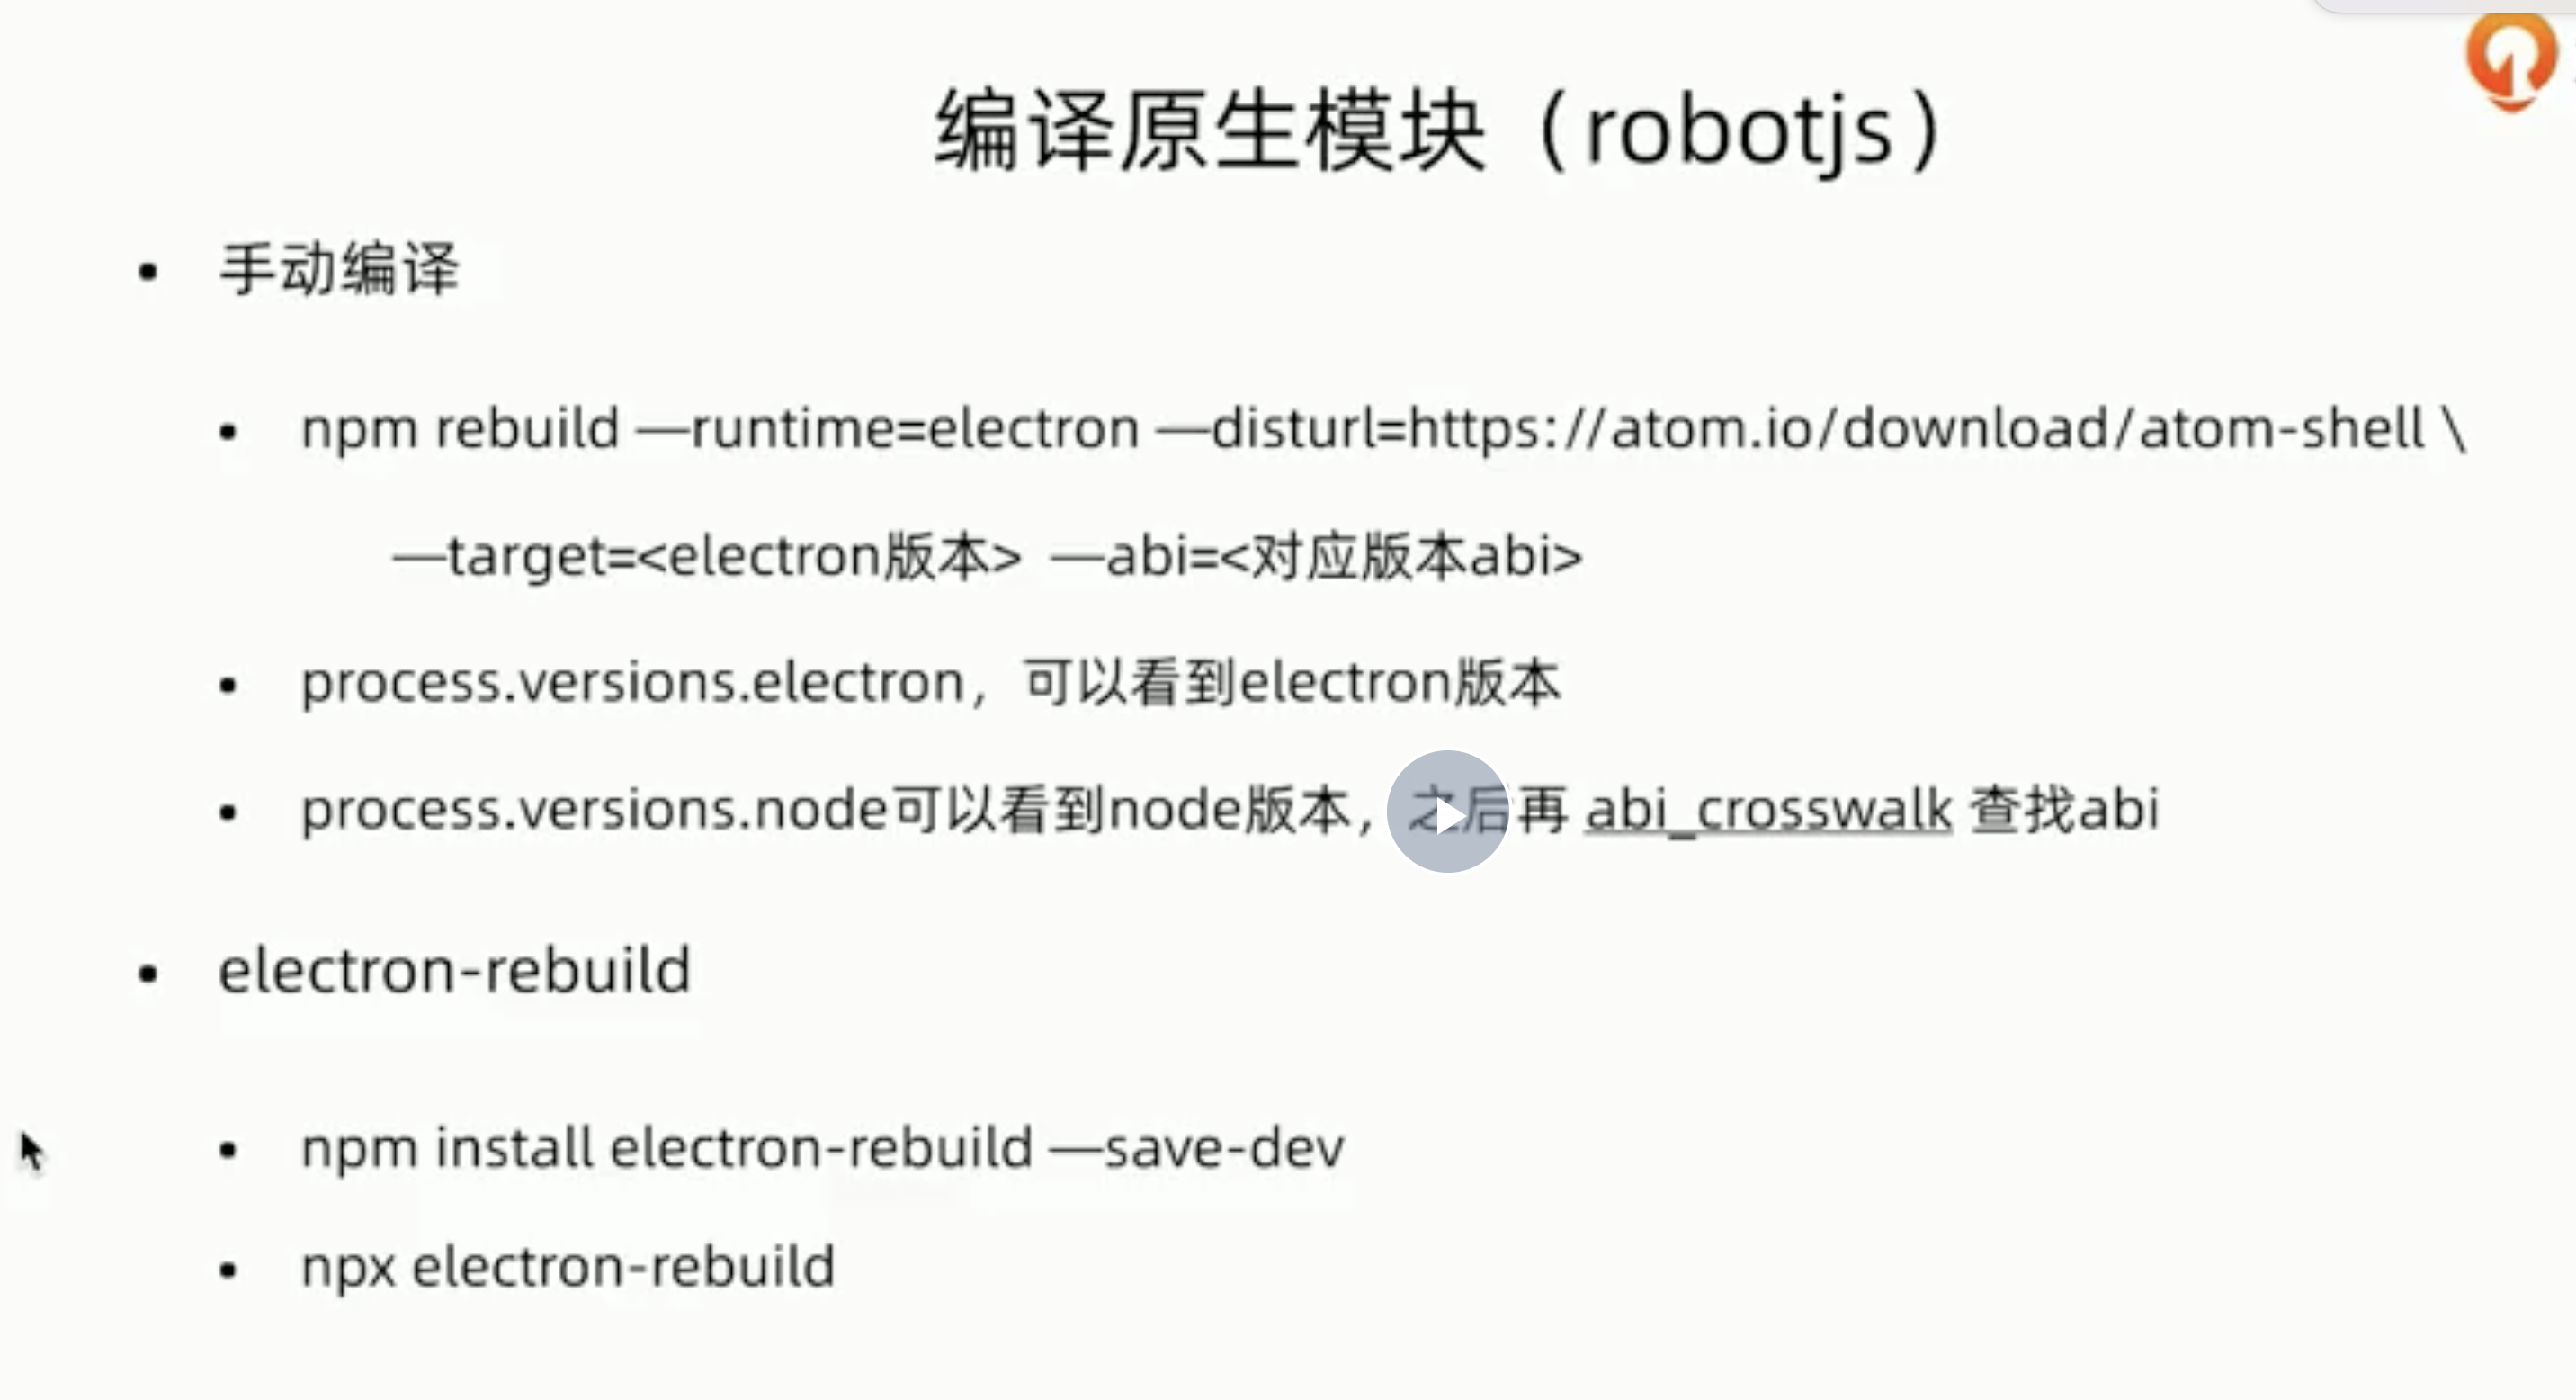 编译原生模块（robotjs）
• 手动编译
• npm rebuild —runtime=electron —disturl=https://atom.io/download/atom-shell \
—target=<electron版本> —abi=<对应版本abi>
• process.versions.electron，可以看到electron版本
• process.versions.node可以看到node版本，之后再 abi_crosswalk 查找abi
• electron-rebuild
• npm install electron-rebuild —save-dev
• npx electron-rebuild